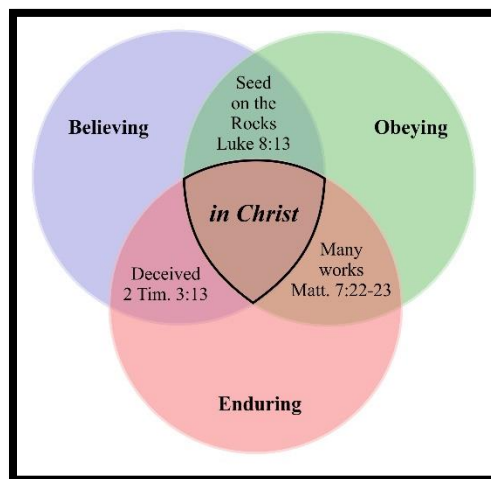 Seed
on the
Rocks
Luke 8:13
Believing
Obeying
in Christ
Deceived
2 Tim. 3:13
Many
works
Matt. 7:22-23
Enduring